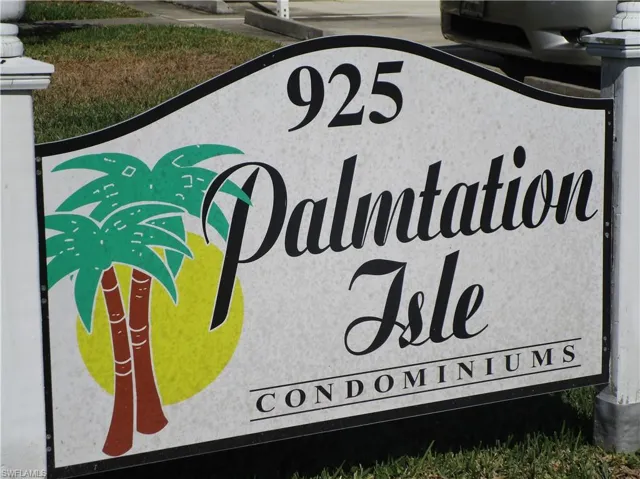 925
Palmtation
Isle
CONDOMINIUMS
SWFLAMLS